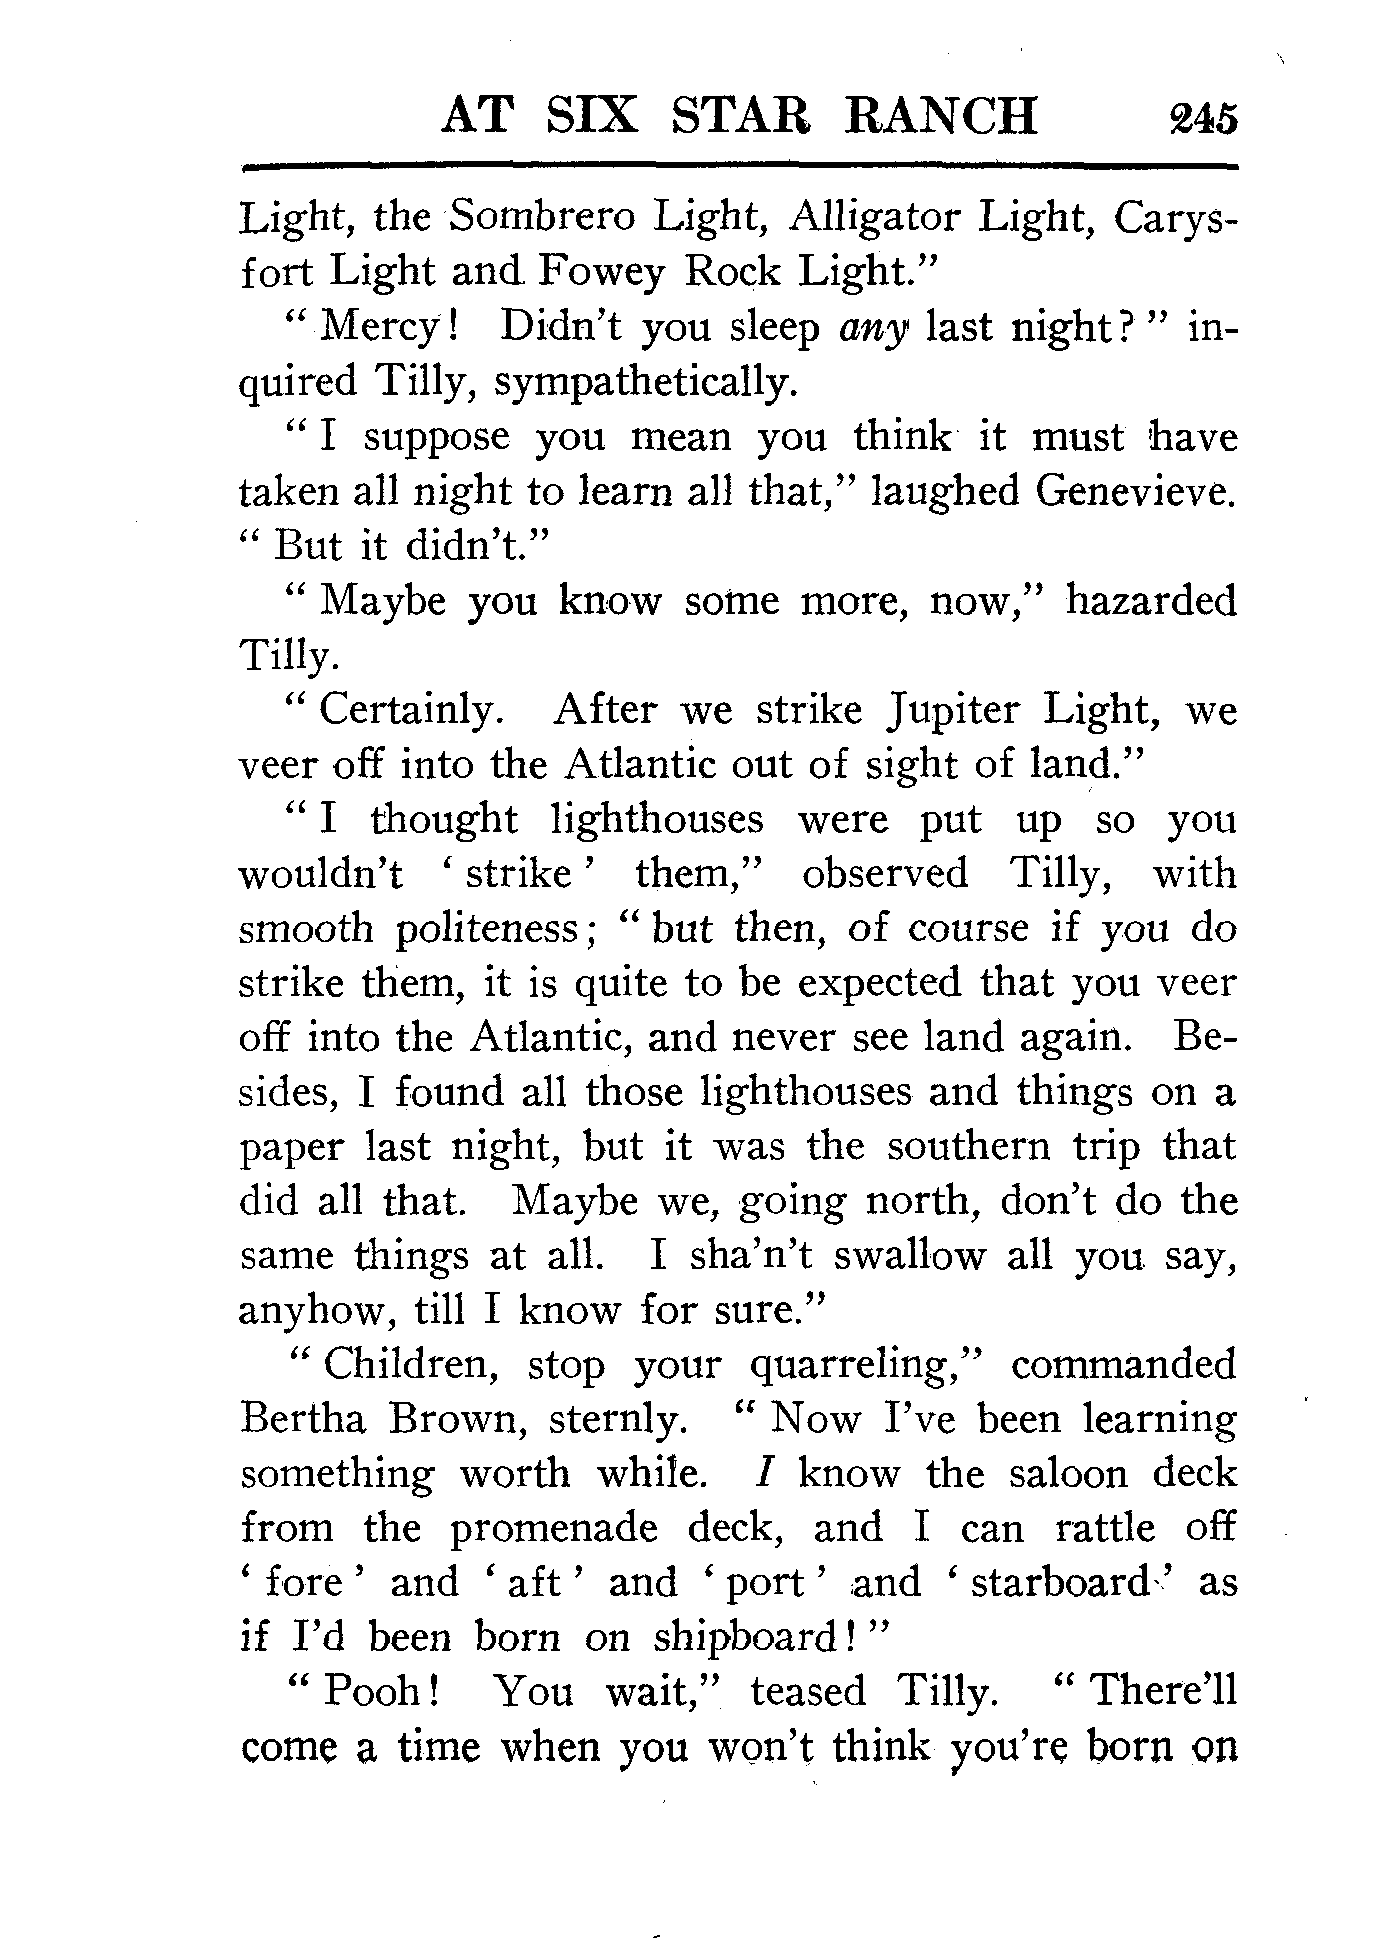 AT SIX STAR RANCH 245
Light, the Sombrero Light, Alligator Light, Carys-
fort Light and Fowey Rock Light.”
“ Mercy! Didn’t you sleep any last night? ” in-
quired Tilly, sympathetically.
“ I suppose you mean you think it must have
taken all night to learn all that,” laughed Genevieve.
“ But it didn’t.”
“ Maybe you know some more, now,” hazarded
Tilly.
“ Certainly. After we strike Jupiter Light, we
veer off into the Atlantic out of sight of land.”
“ I thought lighthouses were put up so you
wouldn’t ‘ strike ’ them,” observed Tilly, with
smooth politeness; “ but then, of course if you do
strike them, it is quite to be expected that you veer
off into the Atlantic, and never see land again. Be-
sides, I found all those lighthouses and things on a
paper last night, but it was the southern trip that
did all that. Maybe we, going north, don’t do the
same things at all. I sha’n’t swallow all you say,
anyhow, till I know for sure.”
“ Children, stop your quarreling,” commanded
Bertha Brown, sternly. “ Now I’ve been learning
something worth while. I know the saloon deck
from the promenade deck, and I can rattle off
‘ fore ’ and ‘ aft ’ and ‘ port ’ and ‘ starboard ’ as
if I’d been born on shipboard! ”
“ Pooh! You wait,” teased Tilly. “ There’ll
come a time when you won’t think you’re born on